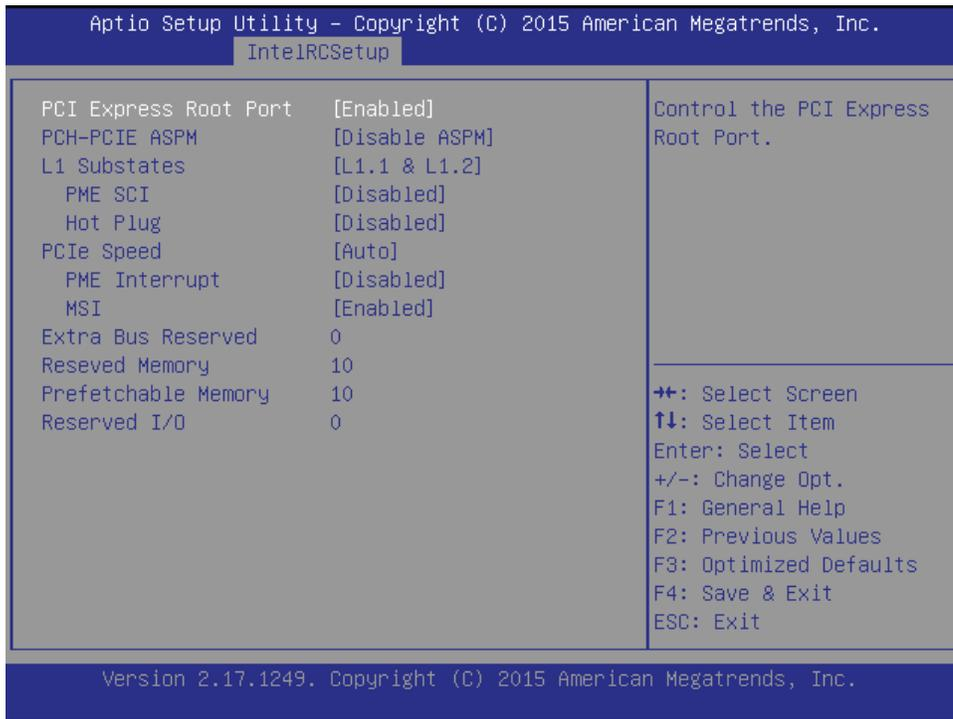 Aptio Setup Utility – Copyright (C) 2015 American Megatrends, Inc.
IntelRCSetup
PCI Express Root Port [Enabled]
PCH-PCIE ASPM [Disable ASPM]
L1 Substates [L1.1 & L1.2]
PME SCI [Disabled]
Hot Plug [Disabled]
PCIe Speed [Auto]
PME Interrupt [Disabled]
MSI [Enabled]
Extra Bus Reserved 0
Reseved Memory 10
Prefetchable Memory 10
Reserved I/O 0
Control the PCI Express
Root Port.
→←: Select Screen
↑↓: Select Item
Enter: Select
+/-: Change Opt.
F1: General Help
F2: Previous Values
F3: Optimized Defaults
F4: Save & Exit
ESC: Exit
Version 2.17.1249. Copyright (C) 2015 American Megatrends, Inc.